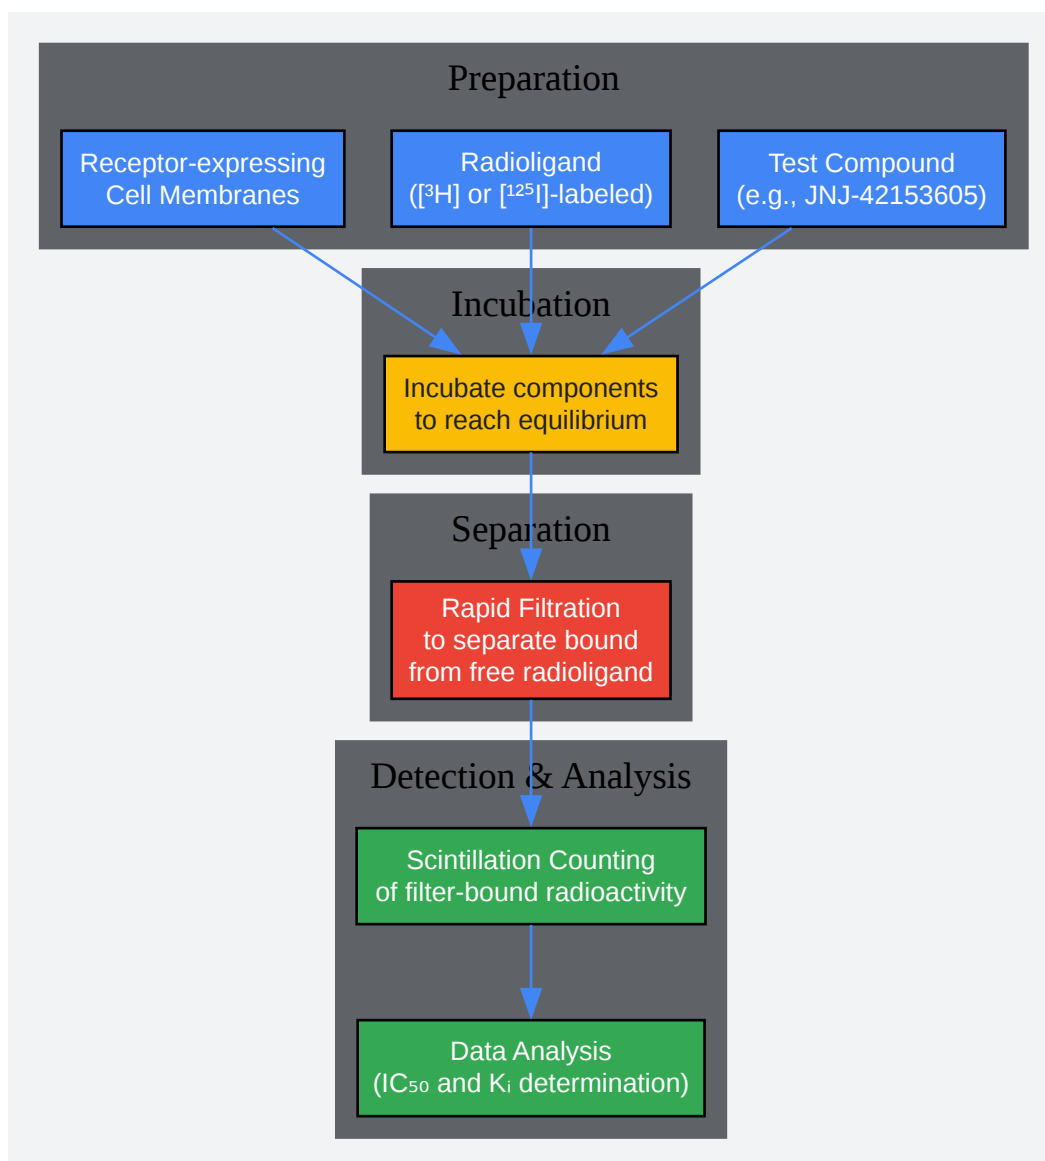 Preparation
Receptor-expressing
Cell Membranes
Radioligand
([³H] or [¹²⁵I]-labeled)
Test Compound
(e.g., JNJ-42153605)
Incubation
Incubate components
to reach equilibrium
Separation
Rapid Filtration
to separate bound
from free radioligand
Detection & Analysis
Scintillation Counting
of filter-bound radioactivity
Data Analysis
(IC₅₀ and Kᵢ determination)